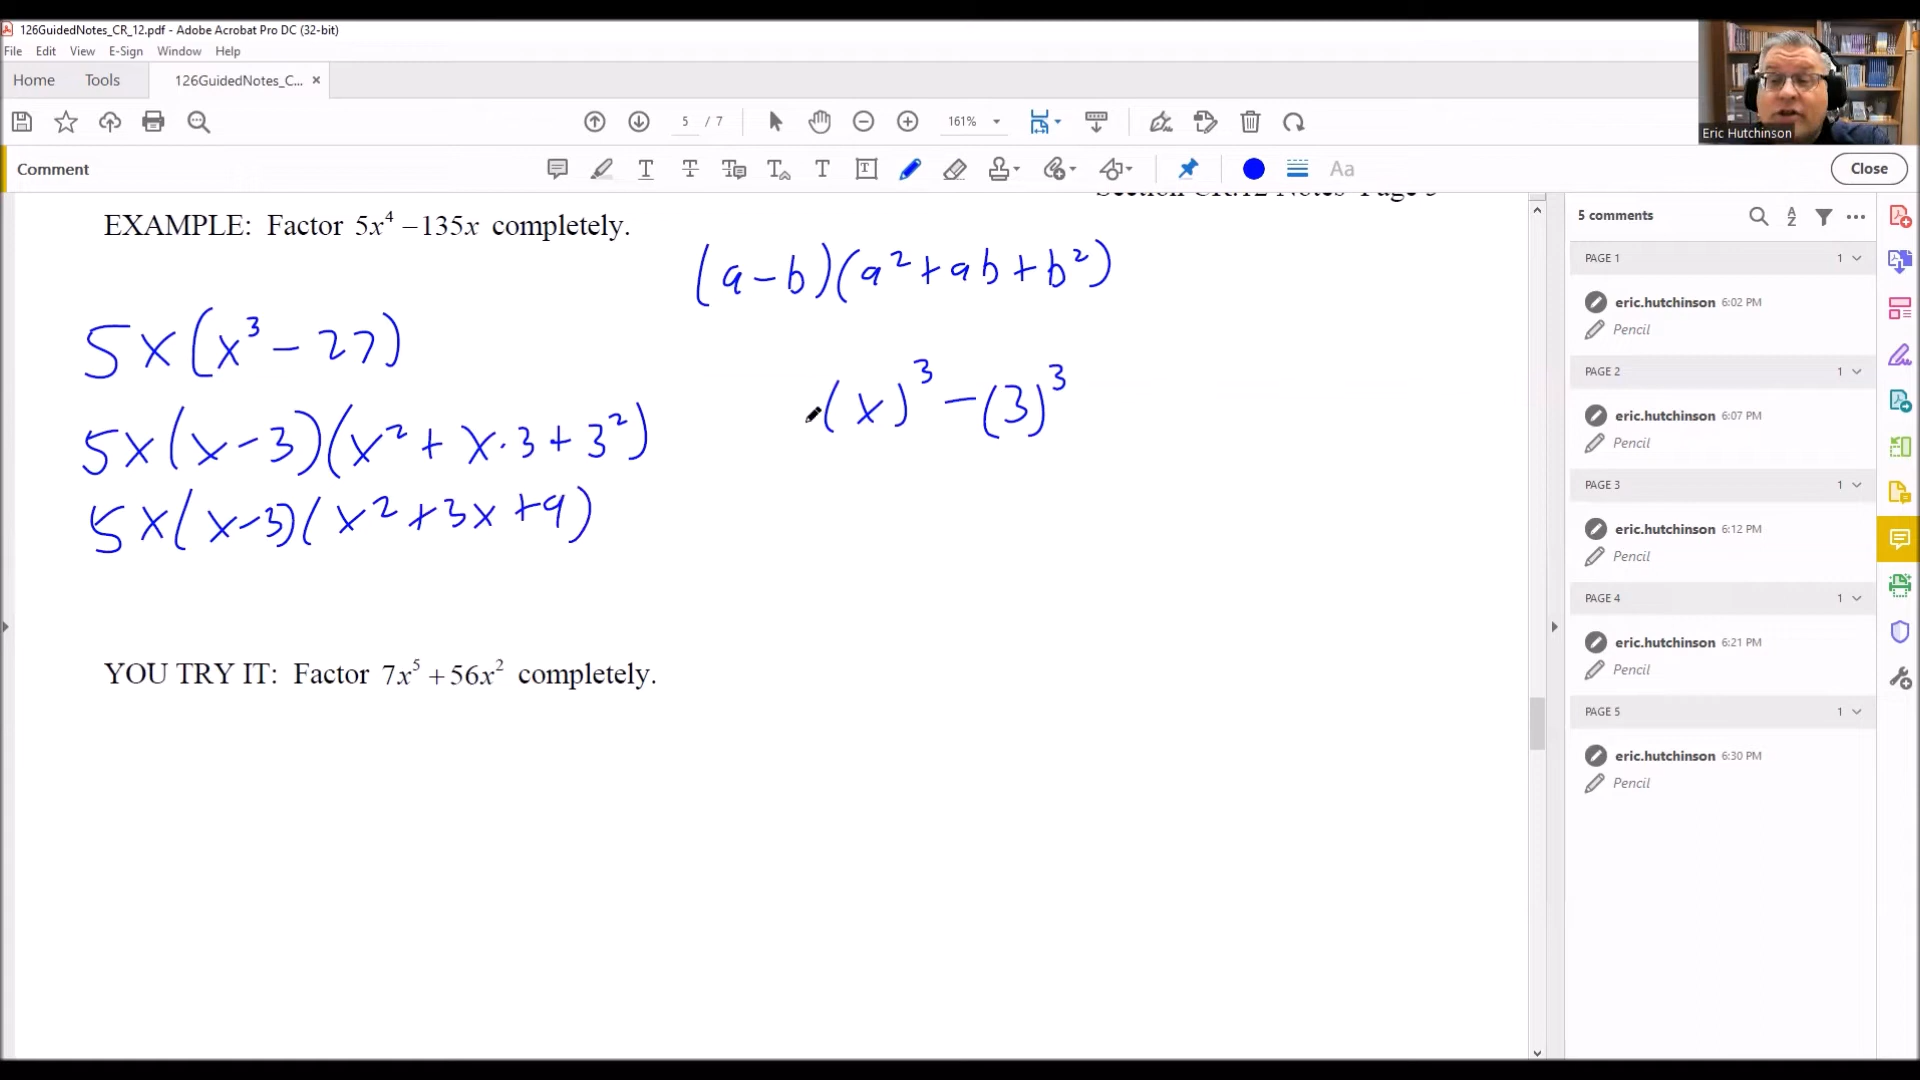 126GuidedNotes_CR_12.pdf - Adobe Acrobat Pro DC (32-bit)
File Edit View E-Sign Window Help
Home Tools 126GuidedNotes_C... ×
5 / 7 161%
Comment Aa Close
Eric Hutchinson
EXAMPLE: Factor 5x⁴ − 135x completely.
(a-b)(a²+ab+b²)
5x(x³-27)
(x)³-(3)³
5x(x-3)(x²+x·3+3²)
5x(x-3)(x²+3x+9)
YOU TRY IT: Factor 7x⁵ + 56x² completely.
5 comments
PAGE 1 1
eric.hutchinson 6:02 PM
Pencil
PAGE 2 1
eric.hutchinson 6:07 PM
Pencil
PAGE 3 1
eric.hutchinson 6:12 PM
Pencil
PAGE 4 1
eric.hutchinson 6:21 PM
Pencil
PAGE 5 1
eric.hutchinson 6:30 PM
Pencil